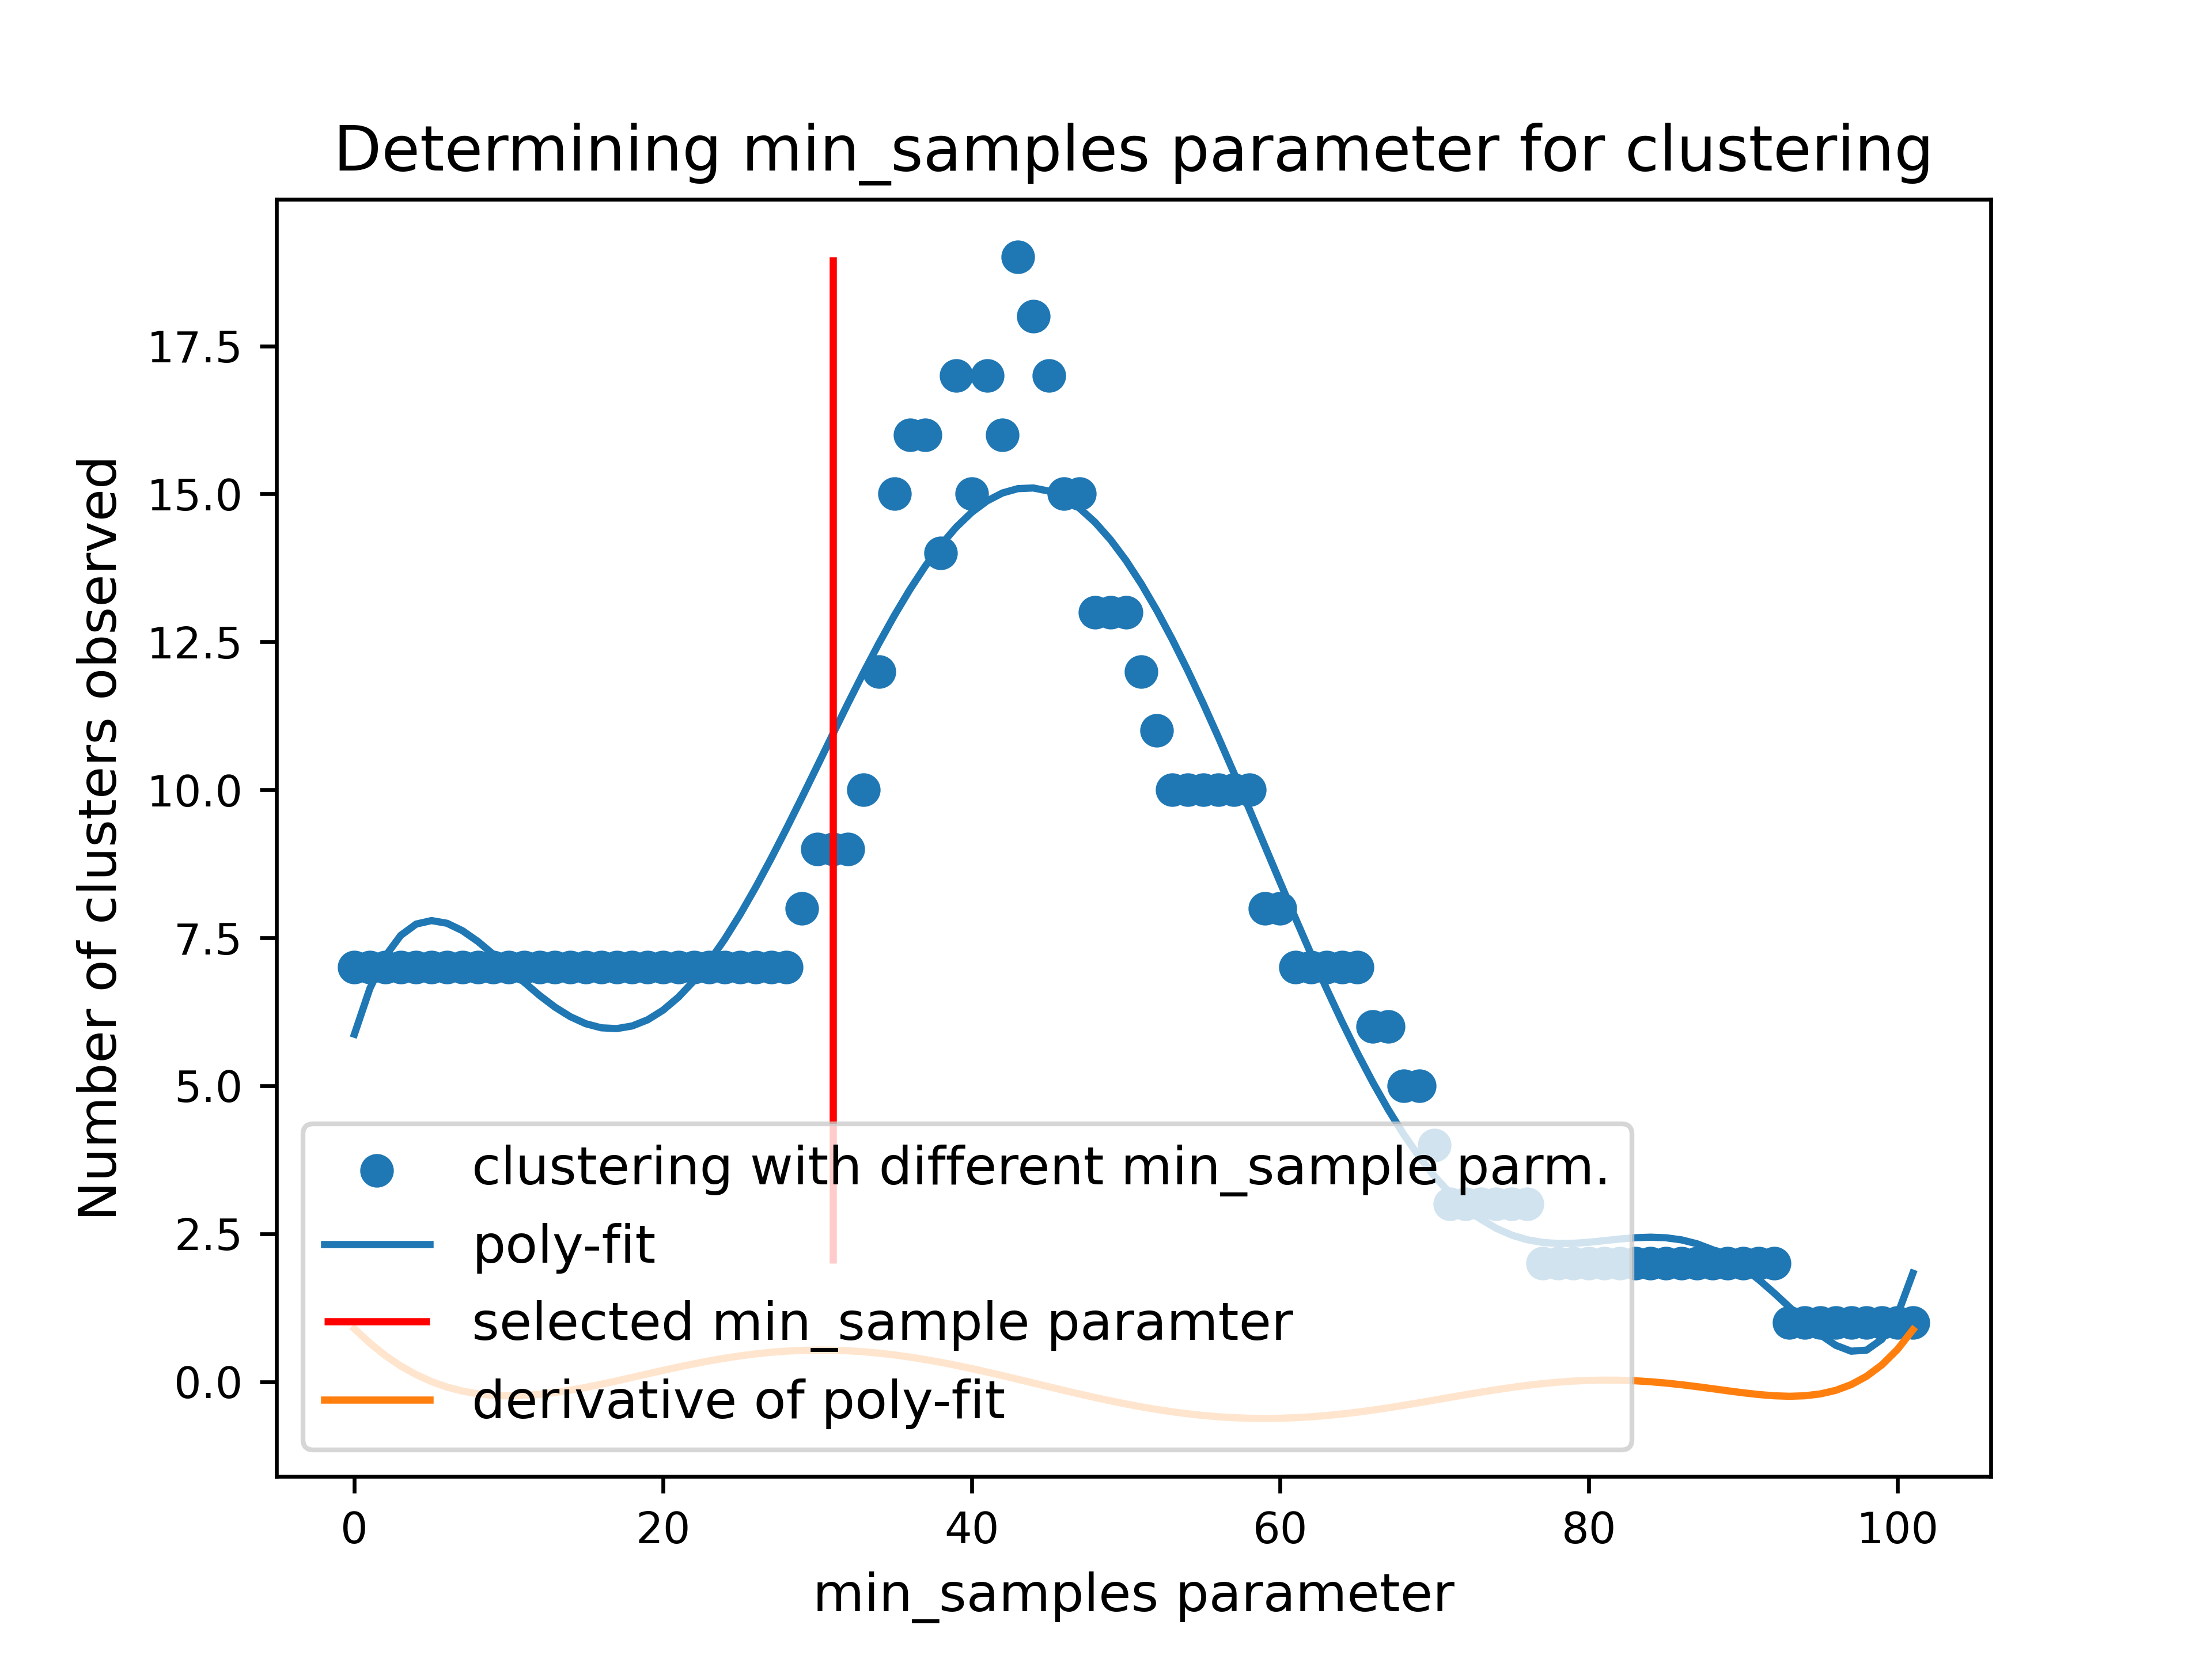 Determining min_samples parameter for clustering
Number of clusters observed
17.5
15.0
12.5
10.0
7.5
5.0
2.5
0.0
clustering with different min_sample parm.
poly-fit
selected min_sample paramter
derivative of poly-fit
0 20 40 60 80 100
min_samples parameter